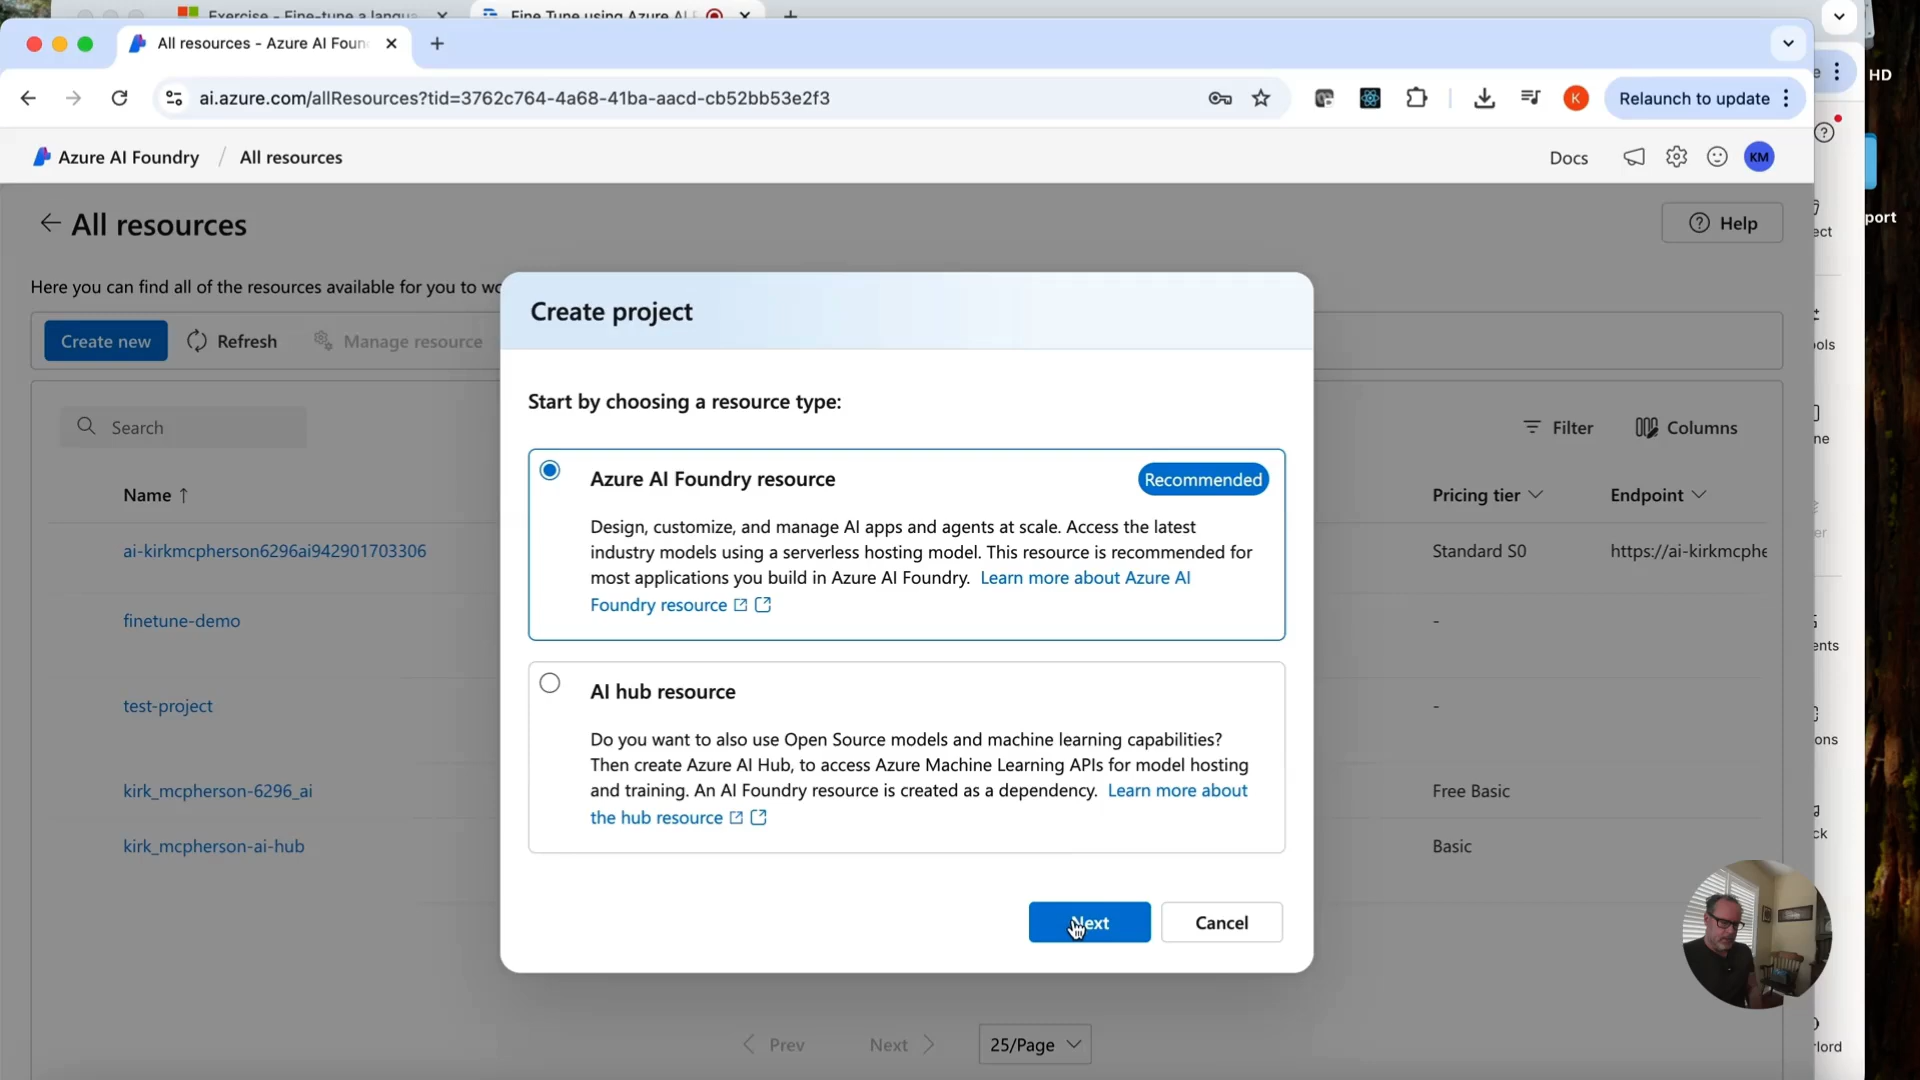 Exercise - Fine-tune a langua
Fine Tune using Azure AI
All resources - Azure AI Foun
ai.azure.com/allResources?tid=3762c764-4a68-41ba-aacd-cb52bb53e2f3
K
Relaunch to update
e
HD
Azure AI Foundry / All resources
Docs
KM
All resources
Help
port
ect
Here you can find all of the resources available for you to wo
Create new
Refresh
Manage resource
ools
Create project
Start by choosing a resource type:
Search
Filter
Columns
ne
Name
Pricing tier
Endpoint
Azure AI Foundry resource
Recommended
Design, customize, and manage AI apps and agents at scale. Access the latest
industry models using a serverless hosting model. This resource is recommended for
most applications you build in Azure AI Foundry. Learn more about Azure AI
Foundry resource
ai-kirkmcpherson6296ai942901703306
Standard S0
https://ai-kirkmcphe
er
finetune-demo
-
ents
AI hub resource
Do you want to also use Open Source models and machine learning capabilities?
Then create Azure AI Hub, to access Azure Machine Learning APIs for model hosting
and training. An AI Foundry resource is created as a dependency. Learn more about
the hub resource
test-project
-
ons
kirk_mcpherson-6296_ai
Free Basic
kirk_mcpherson-ai-hub
Basic
ck
Next
Cancel
Prev
Next
25/Page
rlord